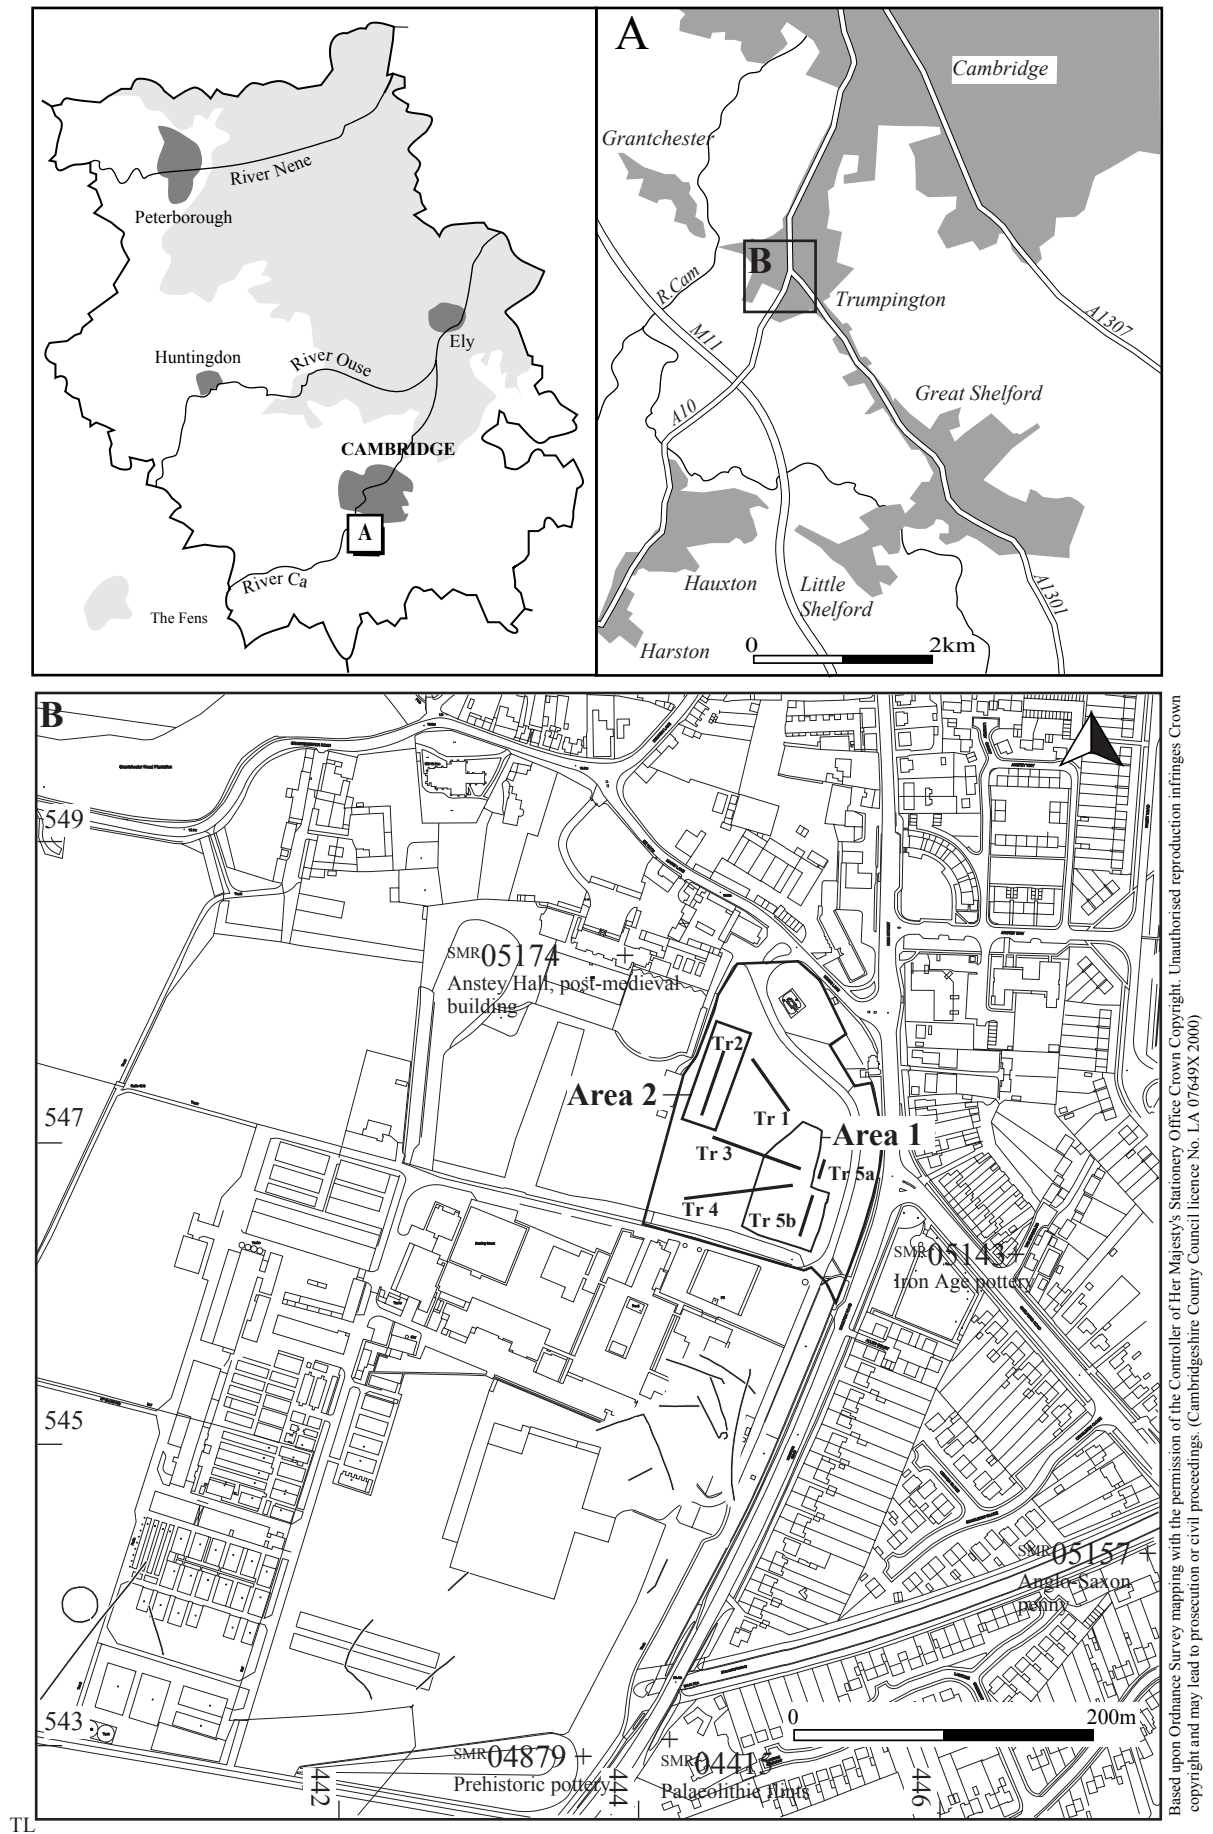 River Nene
Peterborough
Ely
Huntingdon
River Ouse
CAMBRIDGE
A
River Ca
The Fens
A
Cambridge
Grantchester
B
R.Cam
Trumpington
M11
A1307
Great Shelford
A10
Hauxton
Little
Shelford
A1301
Harston
0
2km
B
549
SMR05174
Anstey Hall, post-medieval
building
Tr2
Area 2
547
Tr 1
Area 1
Tr 3
Tr 5a
Tr 4
Tr 5b
SMR05143
Iron Age pottery
545
SMR05157
Anglo-Saxon
penny
543
0
200m
SMR04879
Prehistoric pottery
SMR04413
Palaeolithic flints
442
444
446
TL
Based upon Ordnance Survey mapping with the permission of the Controller of Her Majesty's Stationery Office Crown Copyright. Unauthorised reproduction infringes Crown
copyright and may lead to prosecution or civil proceedings. (Cambridgeshire County Council licence No. LA 07649X 2000)